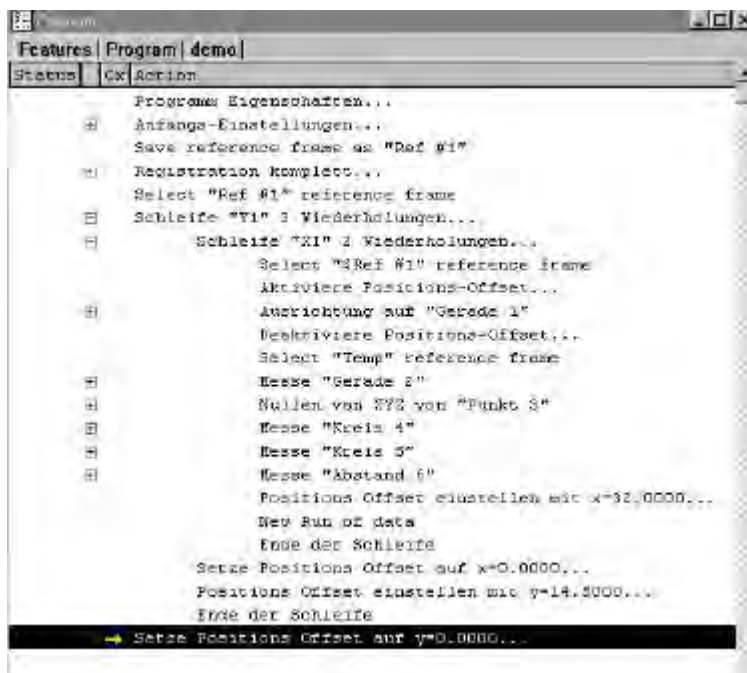 Features Program demo
Status Cx Action
Programm Eigenschaften...
Anfangs-Einstellungen...
Save reference frame as "Ref #1"
Registration komplett...
Select "Ref #1" reference frame
Schleife "Y1" 3 Wiederholungen...
Schleife "X1" 2 Wiederholungen...
Select "$Ref #1" reference frame
Aktiviere Positions-Offset...
Ausrichtung auf "Gerade 1"
Deaktiviere Positions-Offset...
Select "Temp" reference frame
Messe "Gerade 2"
Nullen von XYZ von "Punkt 3"
Messe "Kreis 4"
Messe "Kreis 5"
Messe "Abstand 6"
Positions Offset einstellen mit x=32.0000...
New Run of data
Ende der Schleife
Setze Positions Offset auf x=0.0000...
Positions Offset einstellen mit y=14.5000...
Ende der Schleife
Setze Positions Offset auf y=0.0000...